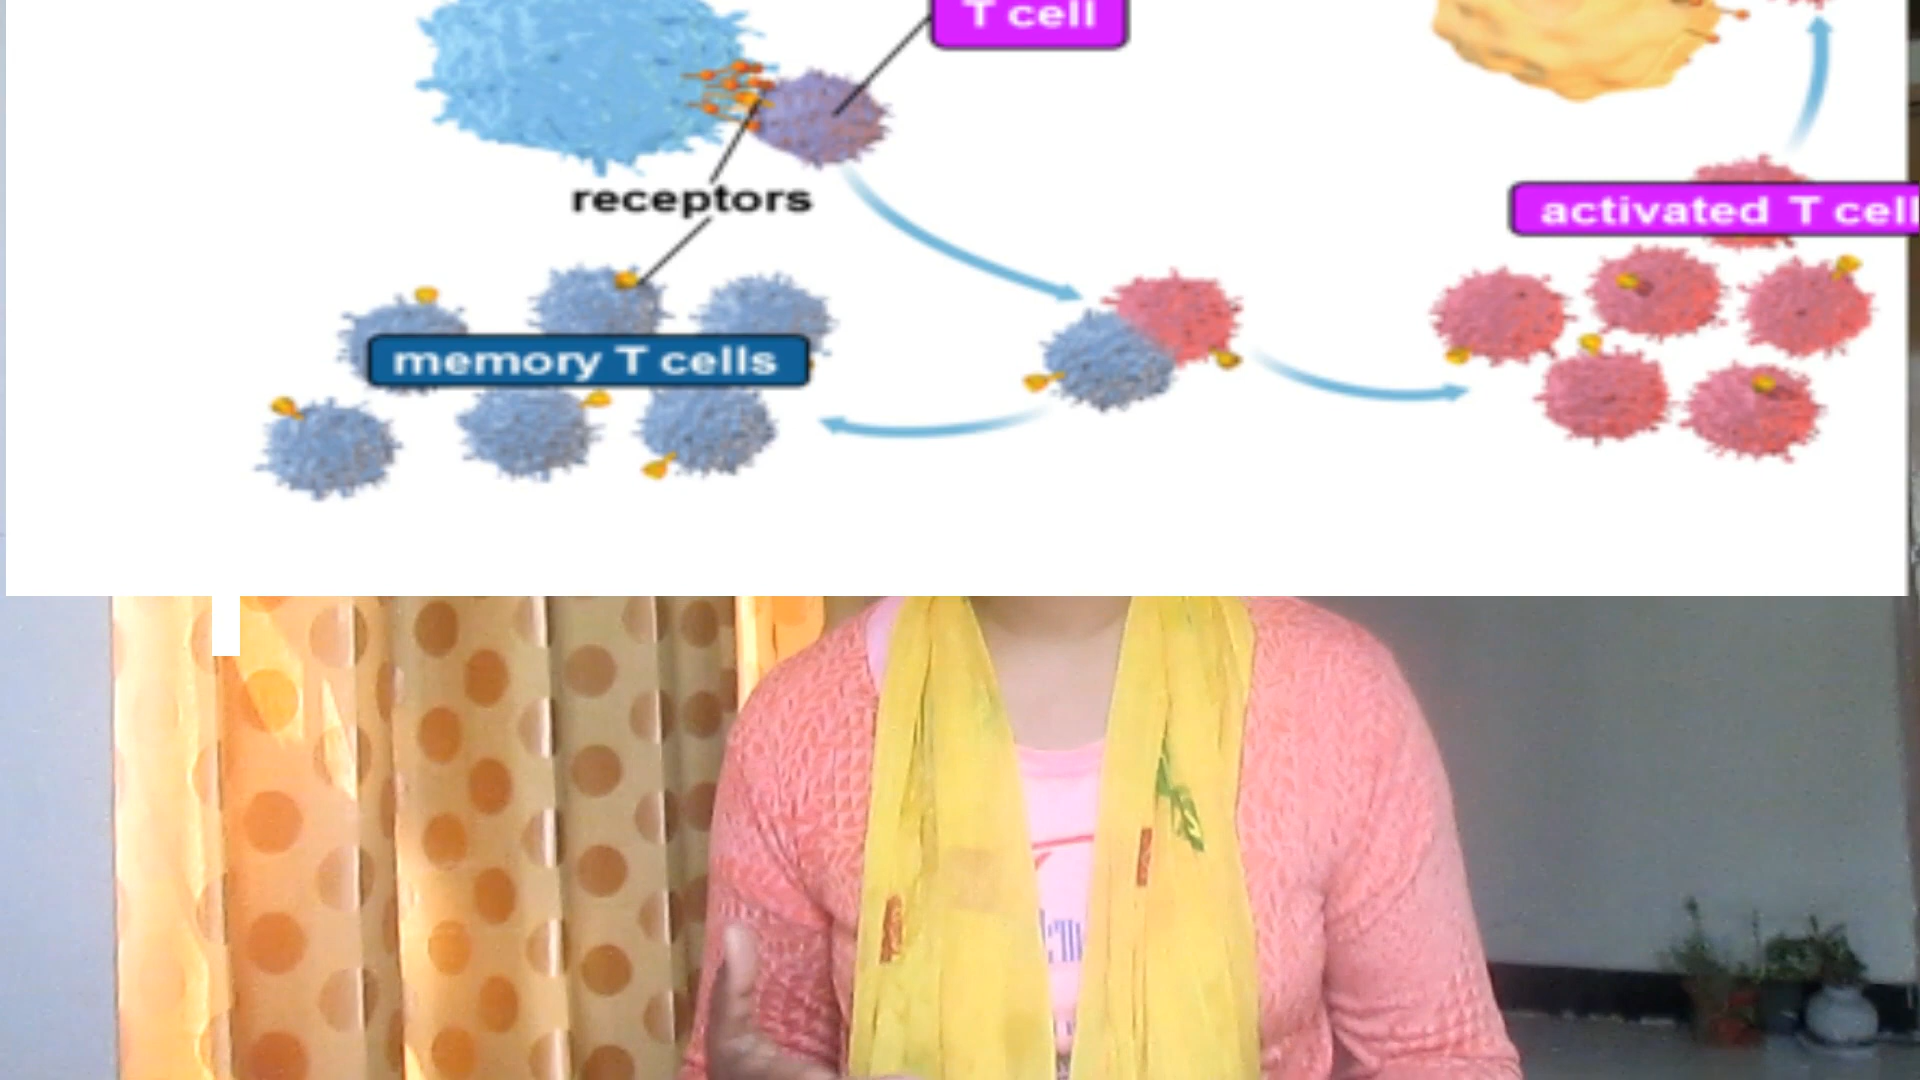 T cell
receptors
activated T cell
memory T cells